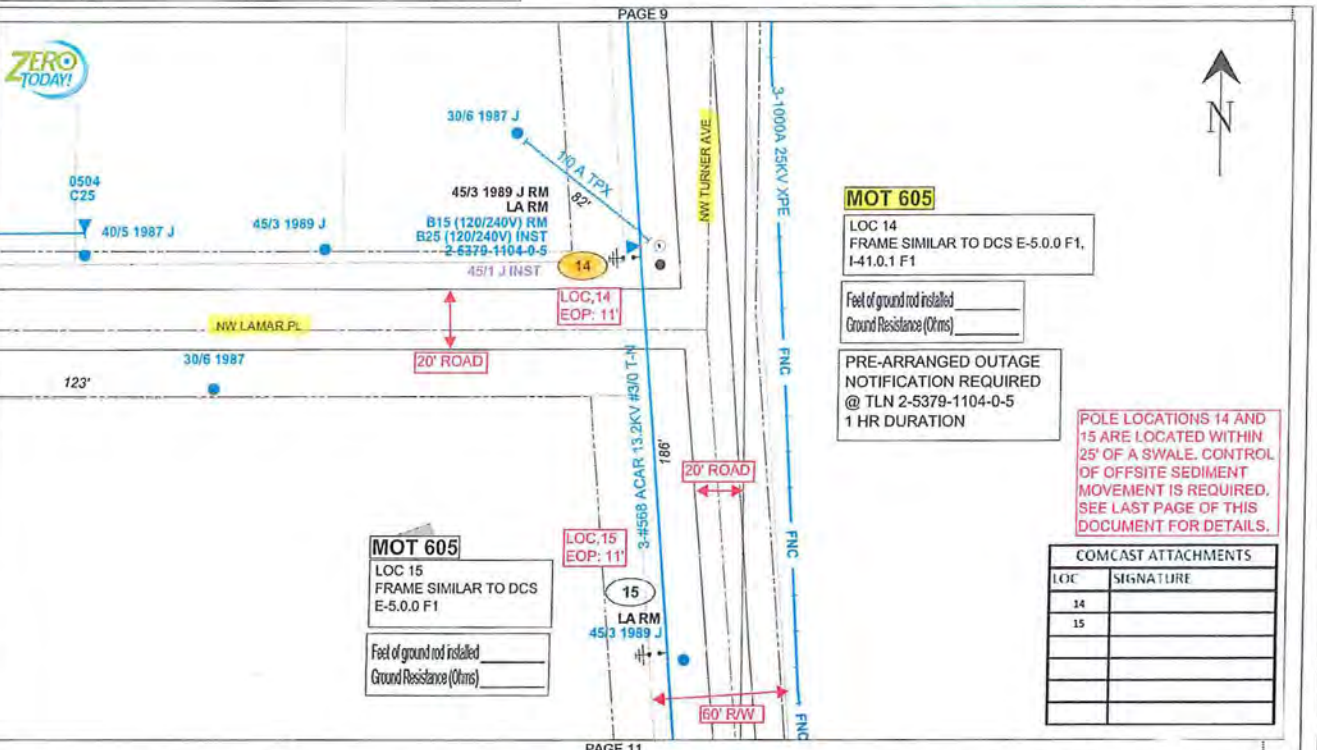 PAGE 9
ZERO
TODAY!
30/6 1987 J
1/0 A TPX
82'
NW TURNER AVE
3-1000A 25KV XPE
N
0504
C25
40/5 1987 J
45/3 1989 J
45/3 1989 J RM
LA RM
B15 (120/240V) RM
B25 (120/240V) INST
2-5379-1104-0-5
45/1 J INST
14
LOC,14
EOP: 11'
MOT 605
LOC 14
FRAME SIMILAR TO DCS E-5.0.0 F1,
I-41.0.1 F1
Feet of ground rod installed
Ground Resistance (Ohms)
PRE-ARRANGED OUTAGE
NOTIFICATION REQUIRED
@ TLN 2-5379-1104-0-5
1 HR DURATION
NW LAMAR PL
20' ROAD
30/6 1987
123'
3-#568 ACAR 13.2KV #3/0 T-N
186'
FNC
20' ROAD
FNC
FNC
FNC
POLE LOCATIONS 14 AND
15 ARE LOCATED WITHIN
25' OF A SWALE. CONTROL
OF OFFSITE SEDIMENT
MOVEMENT IS REQUIRED.
SEE LAST PAGE OF THIS
DOCUMENT FOR DETAILS.
MOT 605
LOC 15
FRAME SIMILAR TO DCS
E-5.0.0 F1
Feet of ground rod installed
Ground Resistance (Ohms)
LOC,15
EOP: 11'
15
LA RM
45/3 1989 J
60' R/W
COMCAST ATTACHMENTS
LOC SIGNATURE
14
15
PAGE 11